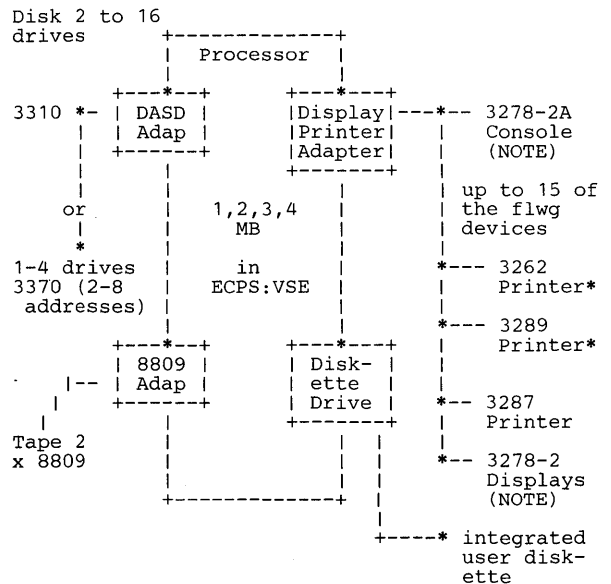 Disk 2 to 16
drives
Processor
3310 *- | DASD | |Display|---*-- 3278-2A
| Adap | |Printer| Console
|Adapter| (NOTE)
up to 15 of
or 1,2,3,4 the flwg
MB devices
1-4 drives in *--- 3262
3370 (2-8 ECPS:VSE Printer*
addresses)
*--- 3289
Printer*
| 8809 | | Disk- |
|-- | Adap | | ette |
| Drive | *-- 3287
Printer
Tape 2
x 8809 *-- 3278-2
Displays
(NOTE)
+----* integrated
user disk-
ette